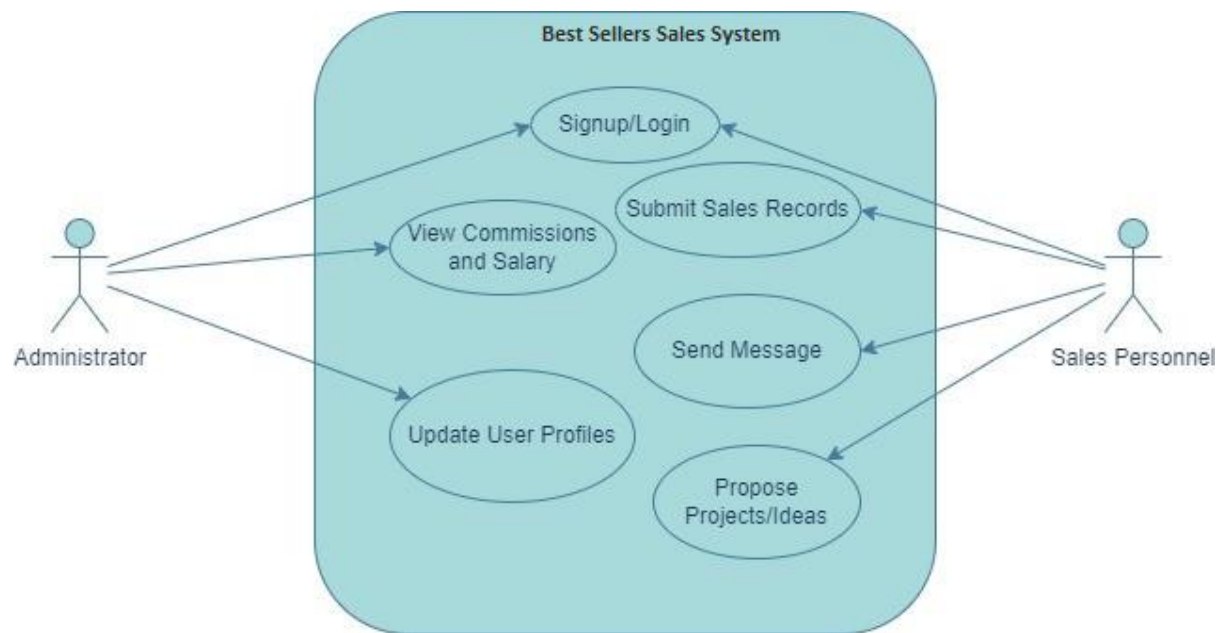 Best Sellers Sales System
Signup/Login
Submit Sales Records
View Commissions
and Salary
Administrator
Sales Personnel
Send Message
Update User Profiles
Propose
Projects/Ideas